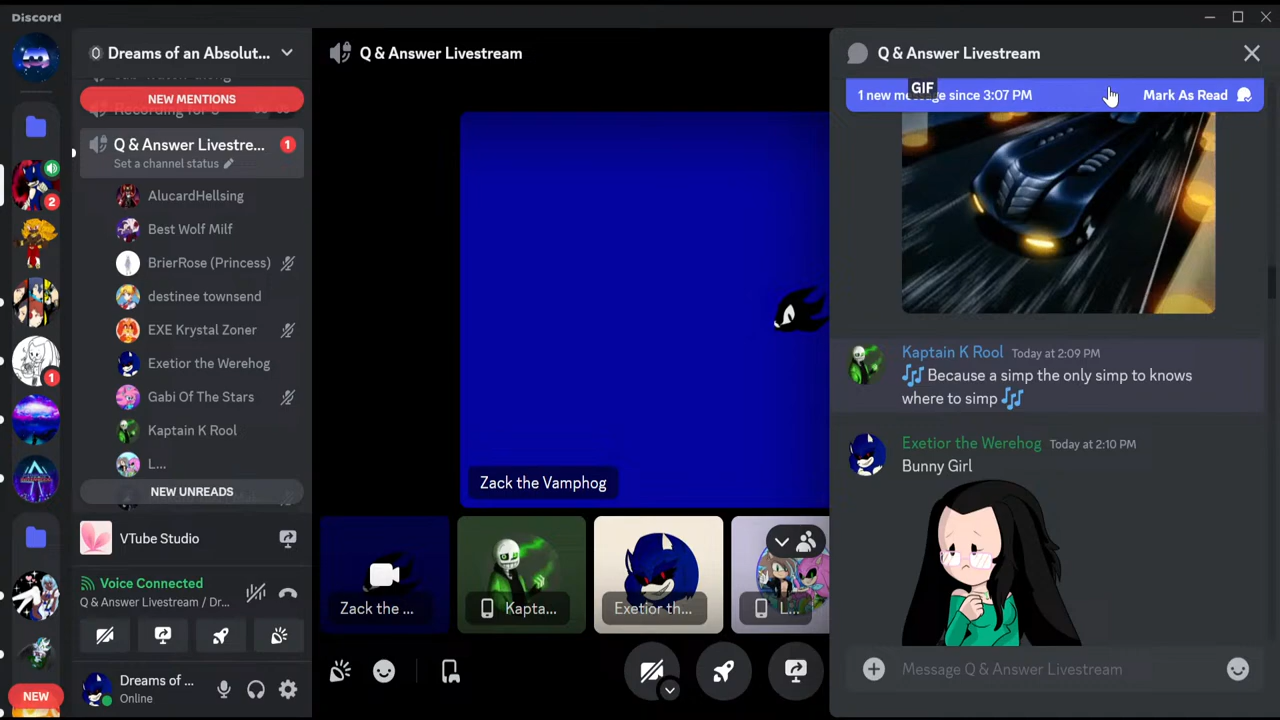 Discord
Dreams of an Absolut...
NEW MENTIONS
Q & Answer Livestre...
1
Set a channel status
AlucardHellsing
Best Wolf Milf
BrierRose (Princess)
destinee townsend
EXE Krystal Zoner
Exetior the Werehog
Gabi Of The Stars
Kaptain K Rool
L...
NEW UNREADS
VTube Studio
Voice Connected
Q & Answer Livestream / Dr...
Dreams of ...
Online
2
1
NEW
Q & Answer Livestream
Zack the Vamphog
Zack the ...
Kapta...
Exetior th...
L...
Q & Answer Livestream
1 new message since 3:07 PM
Mark As Read
GIF
Kaptain K Rool Today at 2:09 PM
🎶 Because a simp the only simp to knows
where to simp 🎶
Exetior the Werehog Today at 2:10 PM
Bunny Girl
Message Q & Answer Livestream